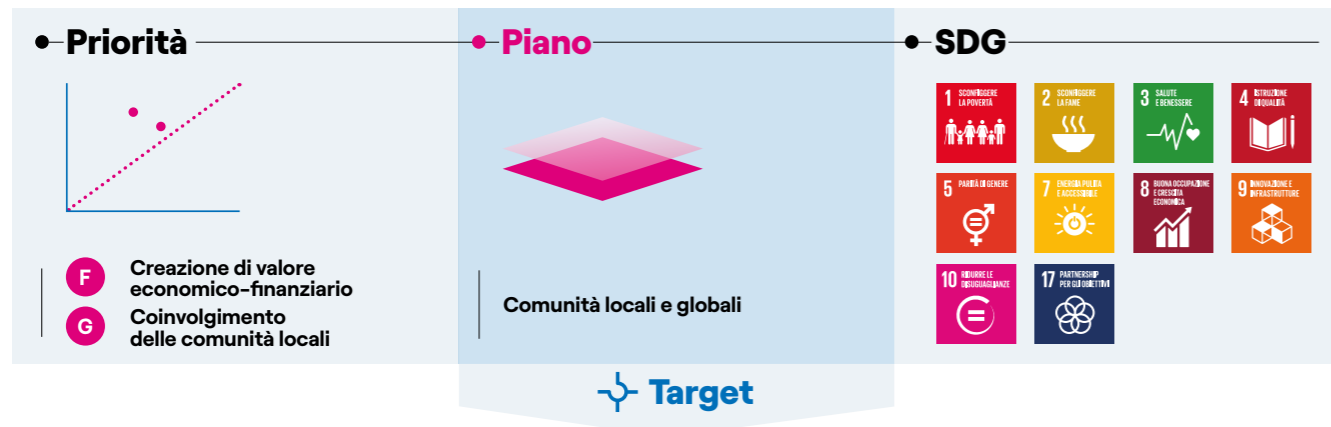 Priorità
F
Creazione di valore
economico-finanziario
G
Coinvolgimento
delle comunità locali
Piano
Comunità locali e globali
SDG
1 SCONFIGGERE
LA POVERTÀ
2 SCONFIGGERE
LA FAME
3 SALUTE
E BENESSERE
4 ISTRUZIONE
DI QUALITÀ
5 PARITÀ DI GENERE
7 ENERGIA PULITA
E ACCESSIBILE
8 BUONA OCCUPAZIONE
E CRESCITA
ECONOMICA
9 INNOVAZIONE E
INFRASTRUTTURE
10 RIDURRE LE
DISUGUAGLIANZE
17 PARTNERSHIP
PER GLI OBIETTIVI
Target